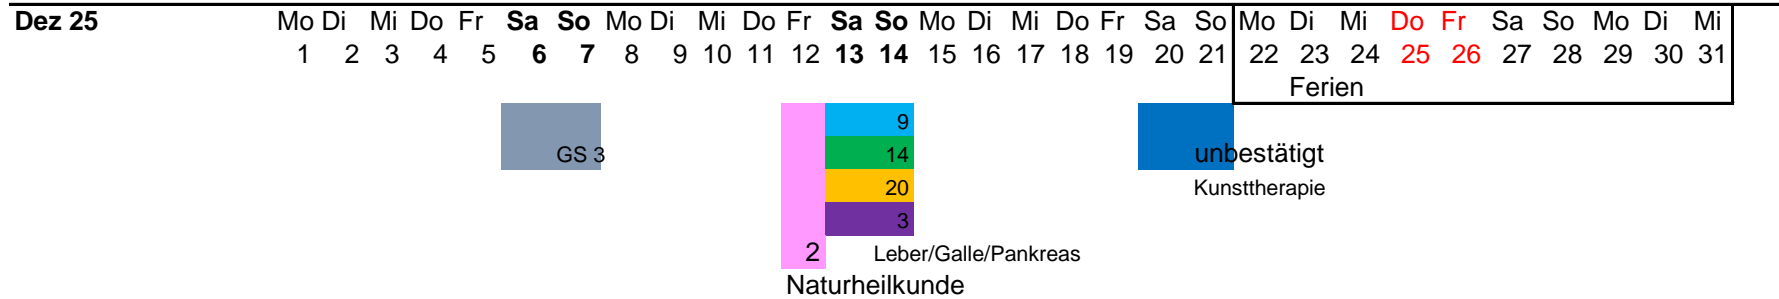 Dez 25 Mo Di Mi Do Fr Sa So Mo Di Mi Do Fr Sa So Mo Di Mi Do Fr Sa So Mo Di Mi Do Fr Sa So Mo Di Mi
1 2 3 4 5 6 7 8 9 10 11 12 13 14 15 16 17 18 19 20 21 22 23 24 25 26 27 28 29 30 31
Ferien
9
GS 3 14 unbestätigt
20 Kunsttherapie
3
2 Leber/Galle/Pankreas
Naturheilkunde